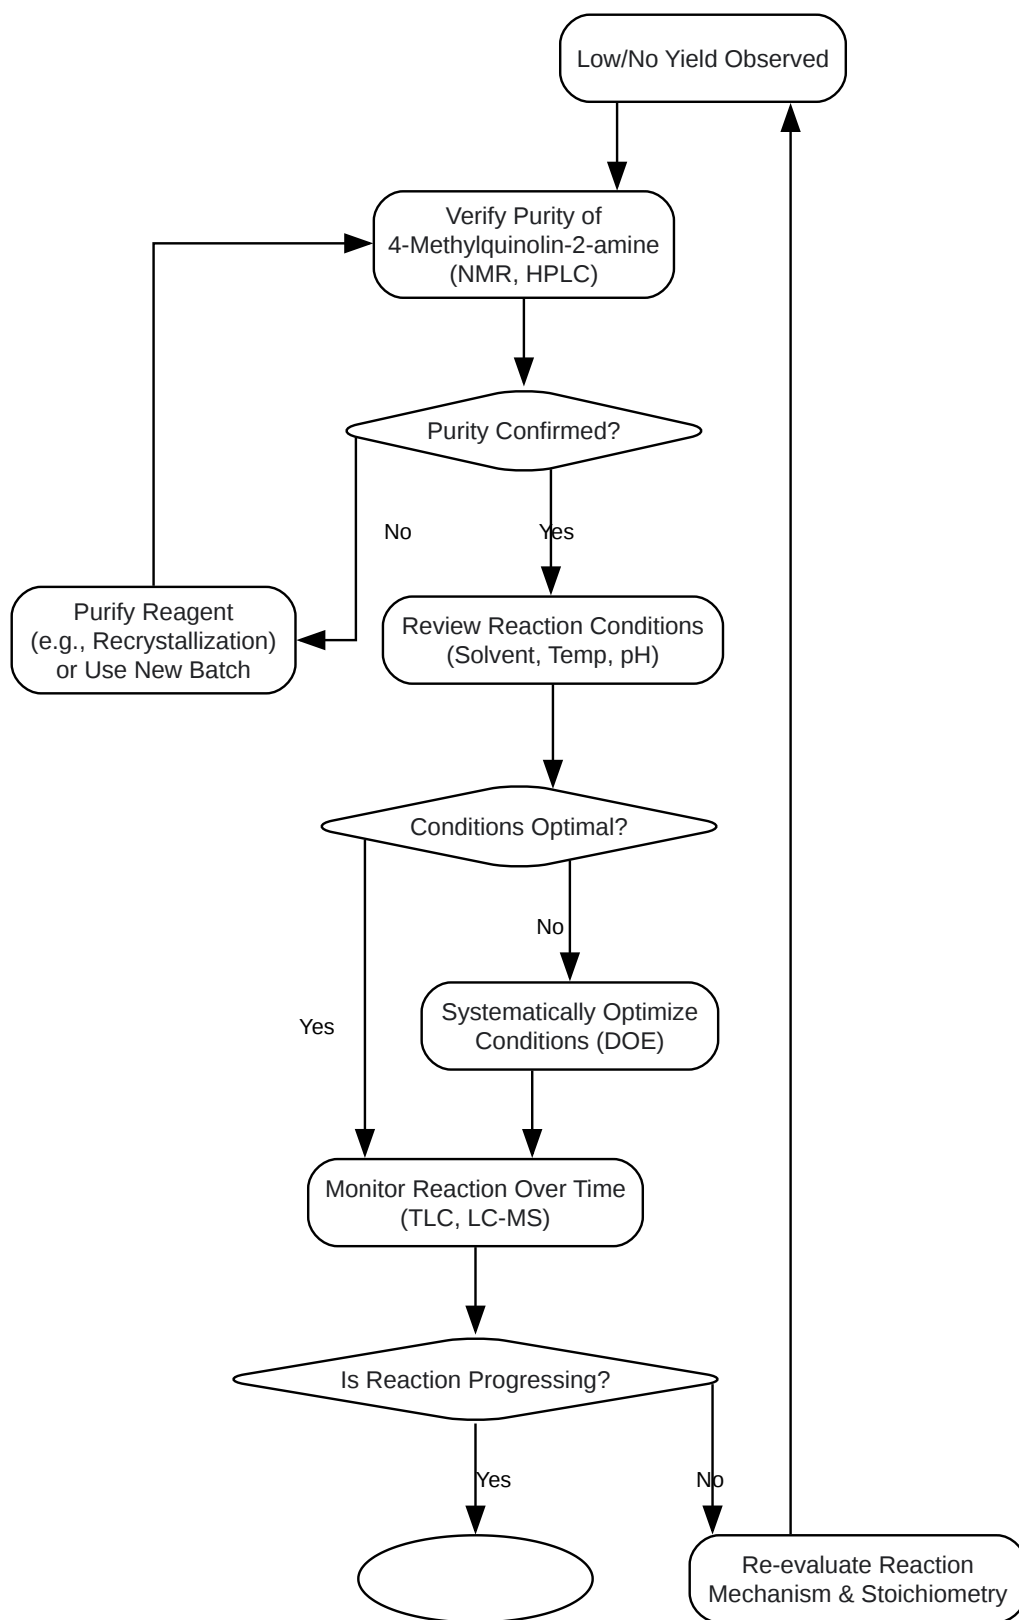 Low/No Yield Observed
Verify Purity of
4-Methylquinolin-2-amine
(NMR, HPLC)
Purity Confirmed?
No
Yes
Purify Reagent
(e.g., Recrystallization)
or Use New Batch
Review Reaction Conditions
(Solvent, Temp, pH)
Conditions Optimal?
No
Yes
Systematically Optimize
Conditions (DOE)
Monitor Reaction Over Time
(TLC, LC-MS)
Is Reaction Progressing?
Yes
No
Re-evaluate Reaction
Mechanism & Stoichiometry